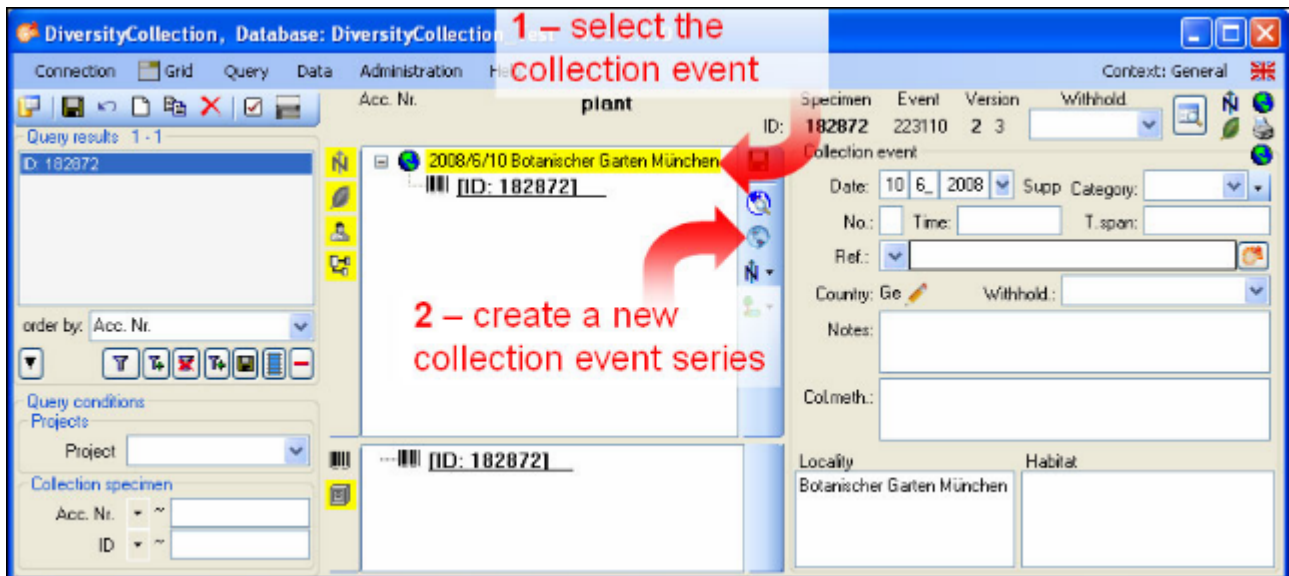 DiversityCollection, Database: DiversityCollection_Test
1 – select the
collection event
Connection Grid Query Data Administration Context: General
Query results 1 - 1
ID: 182872
order by: Acc. Nr.
Query conditions
Projects
Project
Collection specimen
Acc. Nr. ~
ID ~
Acc. Nr. plant
2008/6/10 Botanischer Garten München
[ID: 182872]
2 – create a new
collection event series
[ID: 182872]
Specimen Event Version Withhold
ID: 182872 223110 2 3
Collection event
Date: 10 6_ 2008 Supp Category:
No.: Time: T.span:
Ref.:
Country: Ge Withhold.:
Notes:
Col.meth.:
Locality Habitat
Botanischer Garten München